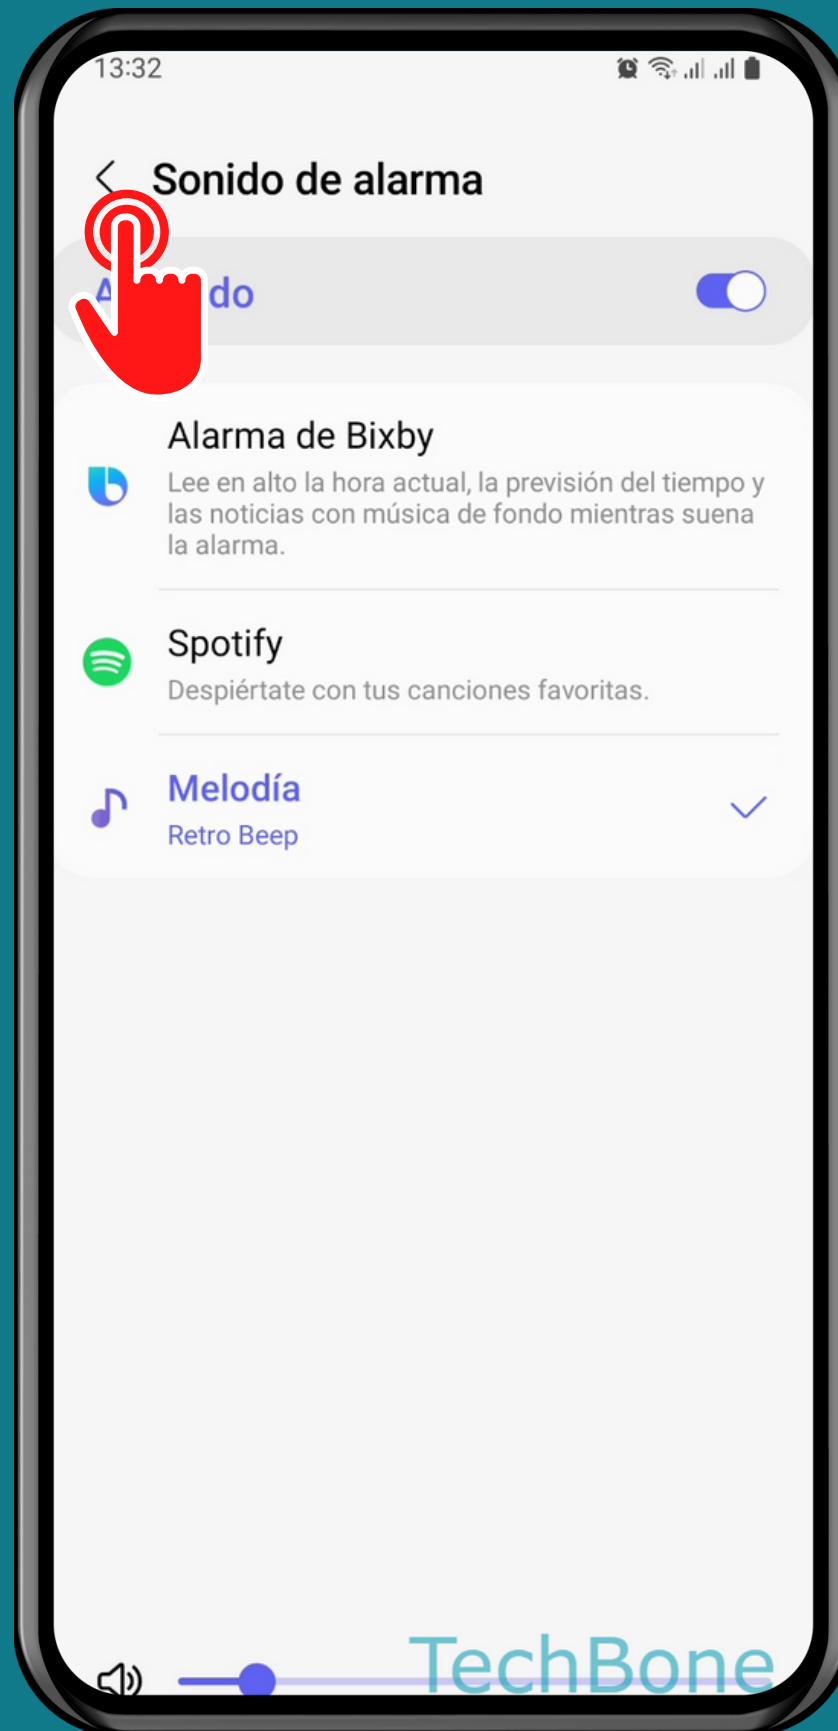 13:32
Sonido de alarma
do
Alarma de Bixby
Lee en alto la hora actual, la previsión del tiempo y
las noticias con música de fondo mientras suena
la alarma.
Spotify
Despiértate con tus canciones favoritas.
Melodía
Retro Beep
TechBone